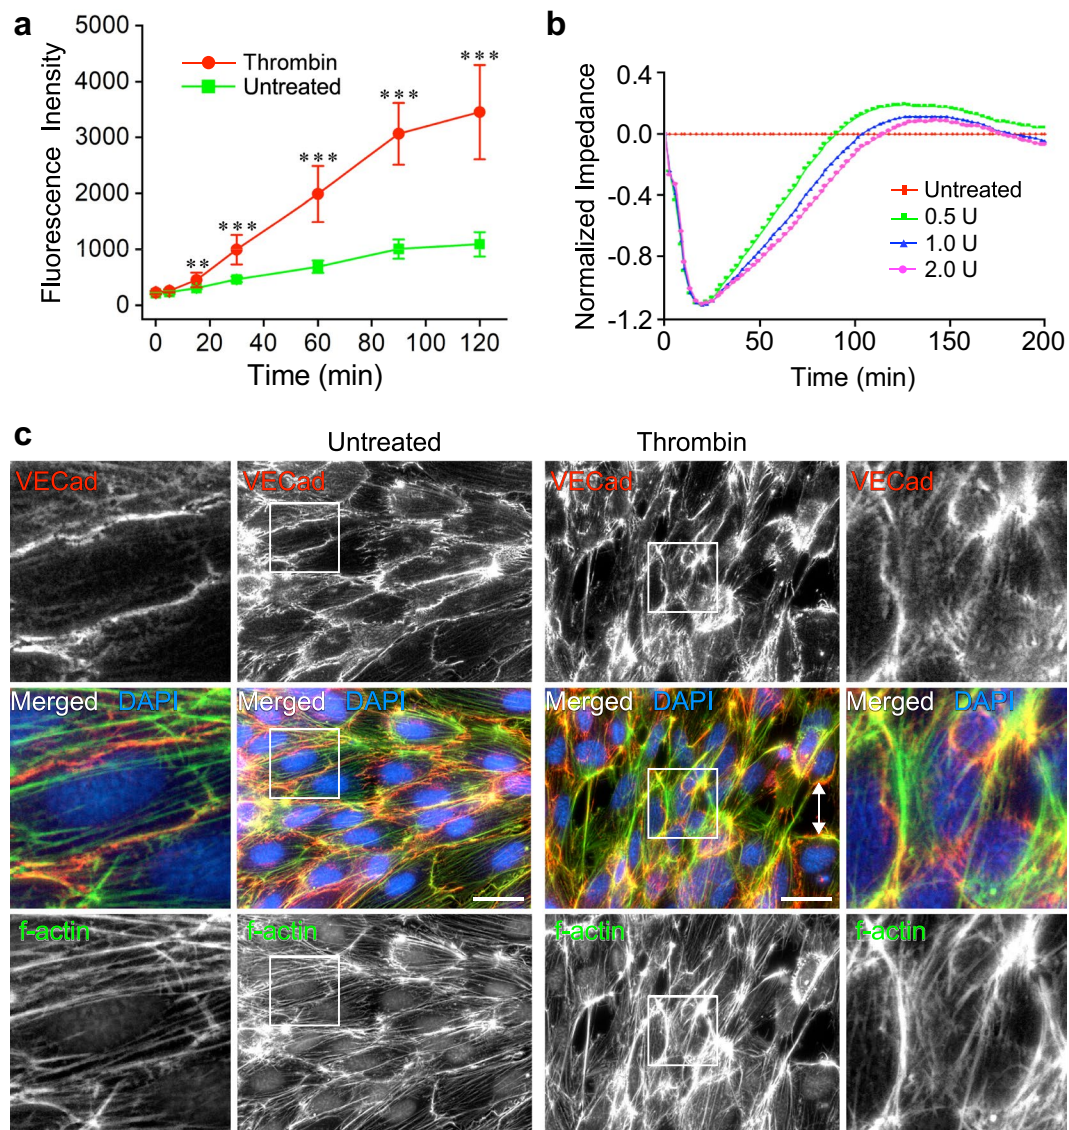 a
5000
4000
3000
2000
1000
0
Fluorescence Inensity
Thrombin
Untreated
**
***
***
***
***
0 20 40 60 80 100 120
Time (min)
b
0.4
0.0
-0.4
-0.8
-1.2
Normalized Impedance
Untreated
0.5 U
1.0 U
2.0 U
0 50 100 150 200
Time (min)
c
Untreated Thrombin
VECad VECad VECad VECad
Merged DAPI Merged DAPI Merged DAPI Merged DAPI
f-actin f-actin f-actin f-actin